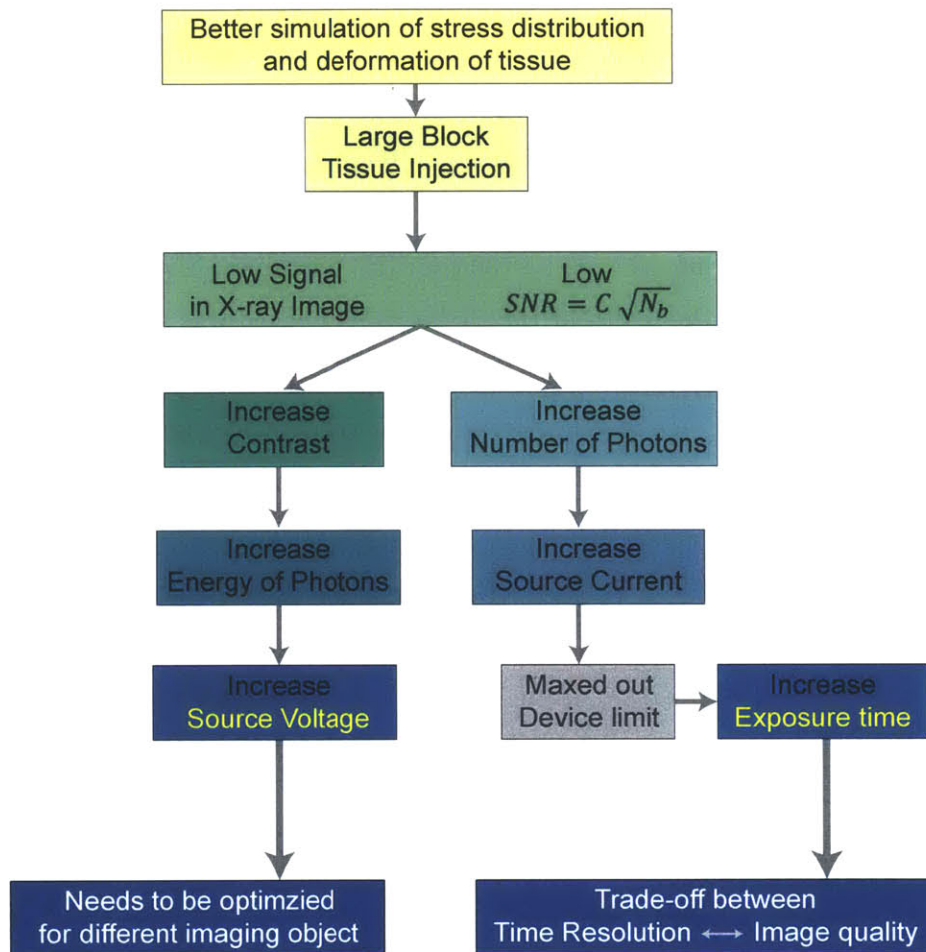 Better simulation of stress distribution
and deformation of tissue
Large Block
Tissue Injection
Low Signal
in X-ray Image
Low
SNR = C √N_b
Increase
Contrast
Increase
Number of Photons
Increase
Energy of Photons
Increase
Source Current
Increase
Source Voltage
Maxed out
Device limit
Increase
Exposure time
Needs to be optimzied
for different imaging object
Trade-off between
Time Resolution ⟷ Image quality